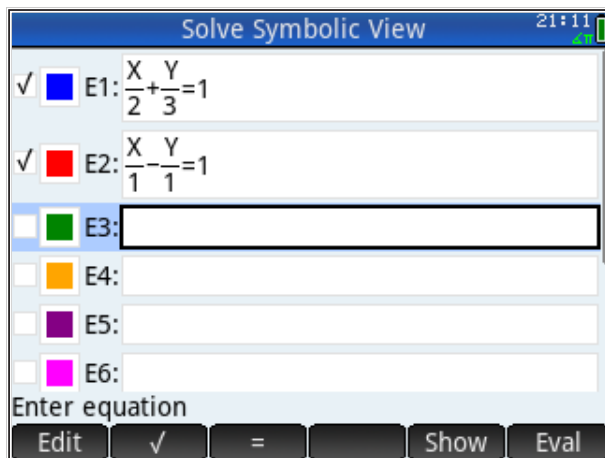 Solve Symbolic View 21:11
∡π
√ E1: X/2+Y/3=1
√ E2: X/1-Y/1=1
E3:
E4:
E5:
E6:
Enter equation
Edit √ = Show Eval